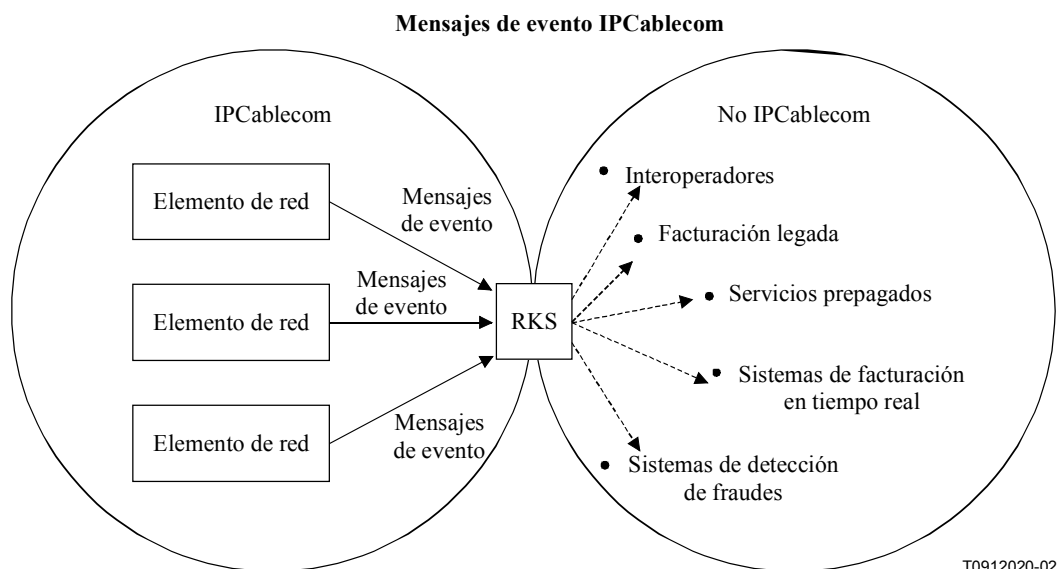 Mensajes de evento IPCablecom
IPCablecom
No IPCablecom
Elemento de red
Mensajes
de evento
Elemento de red
Mensajes
de evento
Elemento de red
Mensajes
de evento
RKS
• Interoperadores
• Facturación legada
• Servicios prepagados
• Sistemas de facturación
en tiempo real
• Sistemas de detección
de fraudes
T0912020-02